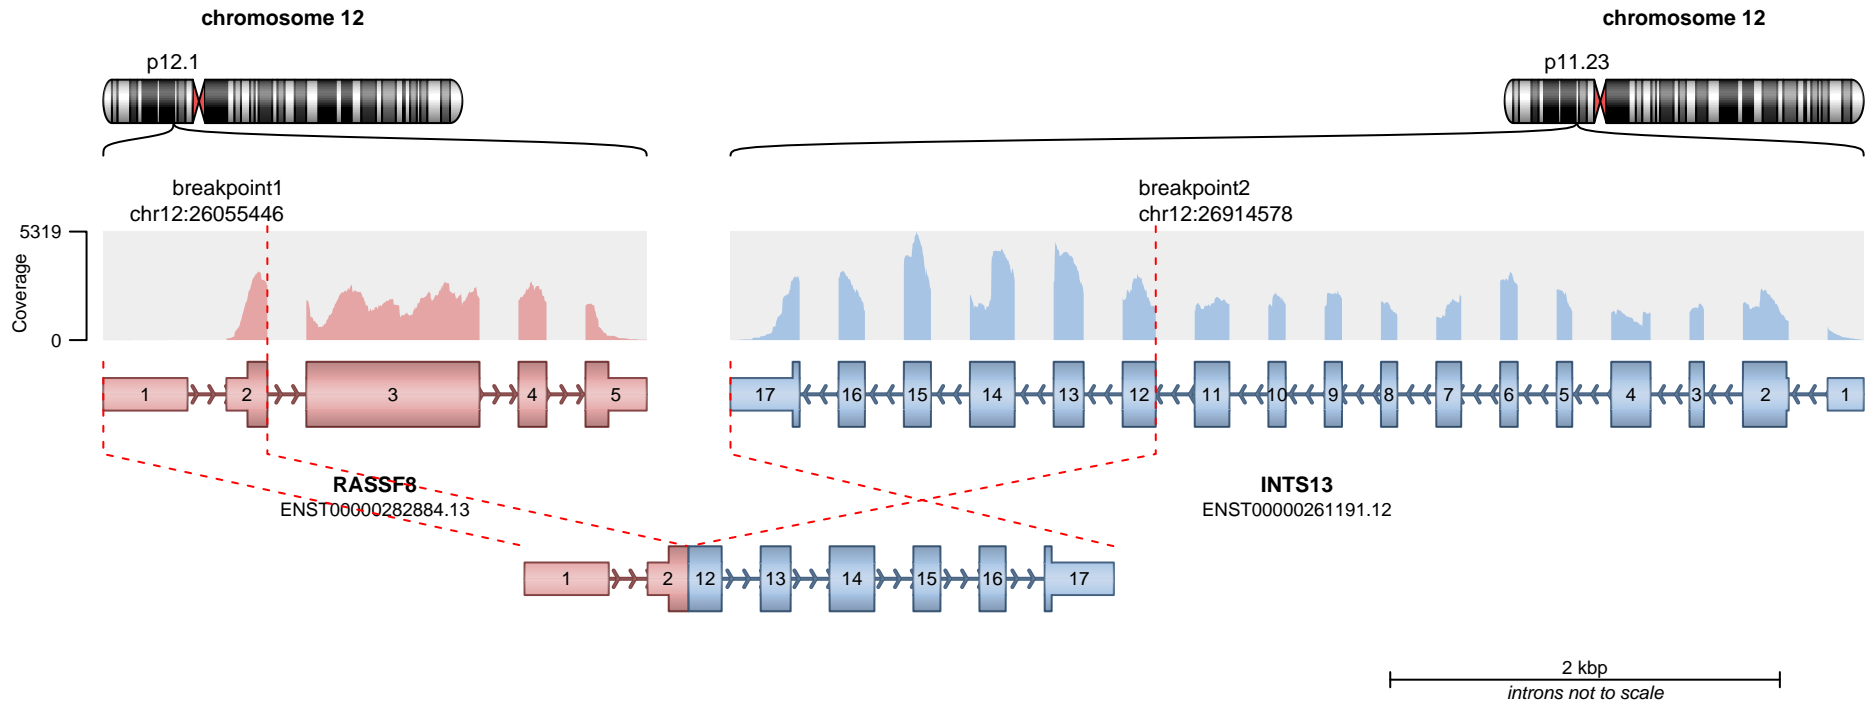 chromosome 12
chromosome 12
p12.1
p11.23
breakpoint1
chr12:26055446
breakpoint2
chr12:26914578
5319
0
Coverage
1 2 3 4 5
17 16 15 14 13 12 11 10 9 8 7 6 5 4 3 2 1
RASSF8
ENST00000282884.13
INTS13
ENST00000261191.12
1 2 12 13 14 15 16 17
2 kbp
introns not to scale